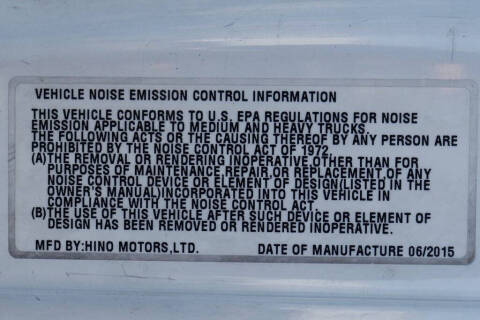 VEHICLE NOISE EMISSION CONTROL INFORMATION
THIS VEHICLE CONFORMS TO U.S. EPA REGULATIONS FOR NOISE
EMISSION APPLICABLE TO MEDIUM AND HEAVY TRUCKS.
THE FOLLOWING ACTS OR THE CAUSING THEREOF BY ANY PERSON ARE
PROHIBITED BY THE NOISE CONTROL ACT OF 1972.
(A)THE REMOVAL OR RENDERING INOPERATIVE,OTHER THAN FOR
PURPOSES OF MAINTENANCE,REPAIR,OR REPLACEMENT,OF ANY
NOISE CONTROL DEVICE OR ELEMENT OF DESIGN(LISTED IN THE
OWNER'S MANUAL)INCORPORATED INTO THIS VEHICLE IN
COMPLIANCE WITH THE NOISE CONTROL ACT.
(B)THE USE OF THIS VEHICLE AFTER SUCH DEVICE OR ELEMENT OF
DESIGN HAS BEEN REMOVED OR RENDERED INOPERATIVE.
MFD BY:HINO MOTORS,LTD. DATE OF MANUFACTURE 06/2015